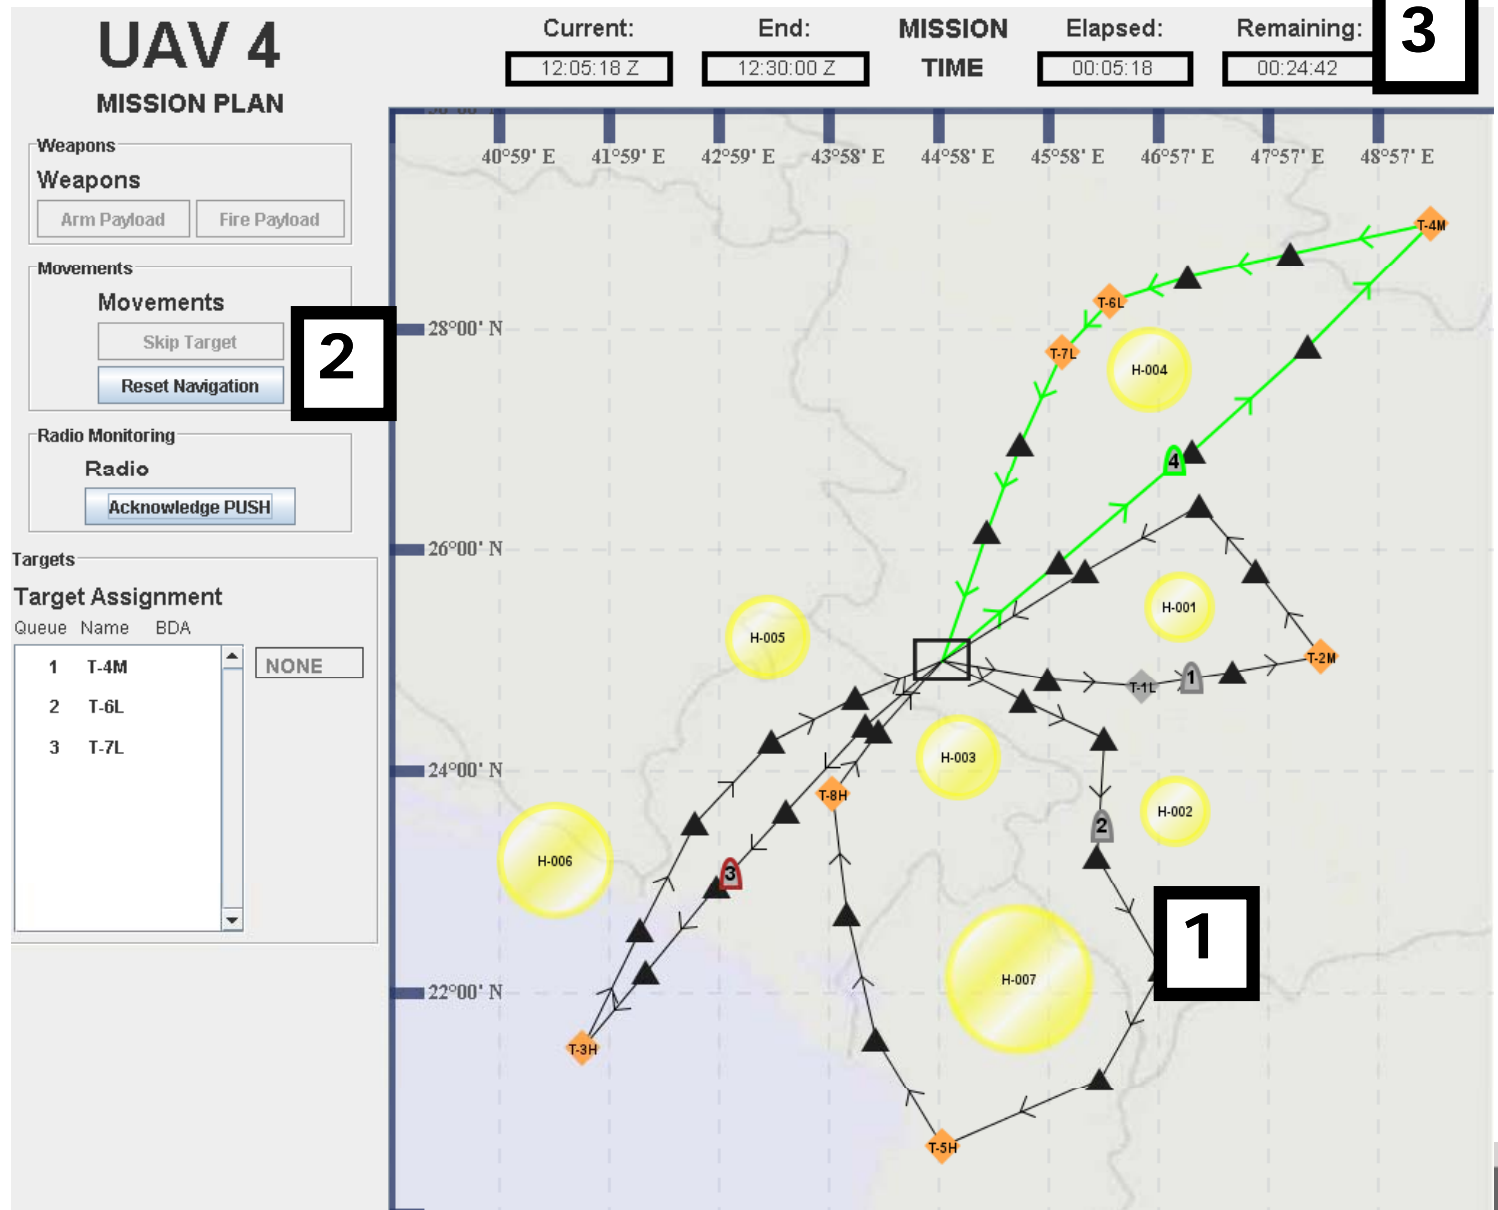 UAV 4
MISSION PLAN
Current: End: MISSION Elapsed: Remaining:
12:05:18 Z 12:30:00 Z TIME 00:05:18 00:24:42
3
Weapons
Weapons
Arm Payload Fire Payload
Movements
Movements
Skip Target
Reset Navigation
2
Radio Monitoring
Radio
Acknowledge PUSH
Targets
Target Assignment
Queue Name BDA
1 T-4M NONE
2 T-6L
3 T-7L
40°59' E 41°59' E 42°59' E 43°58' E 44°58' E 45°58' E 46°57' E 47°57' E 48°57' E
T-4M
T-6L
28°00' N
T-7L
H-004
4
26°00' N
H-001
H-005
T-2M
T-1L 1
H-003
24°00' N
T-8H
H-002
2
H-006
3
1
H-007
22°00' N
T-3H
T-5H